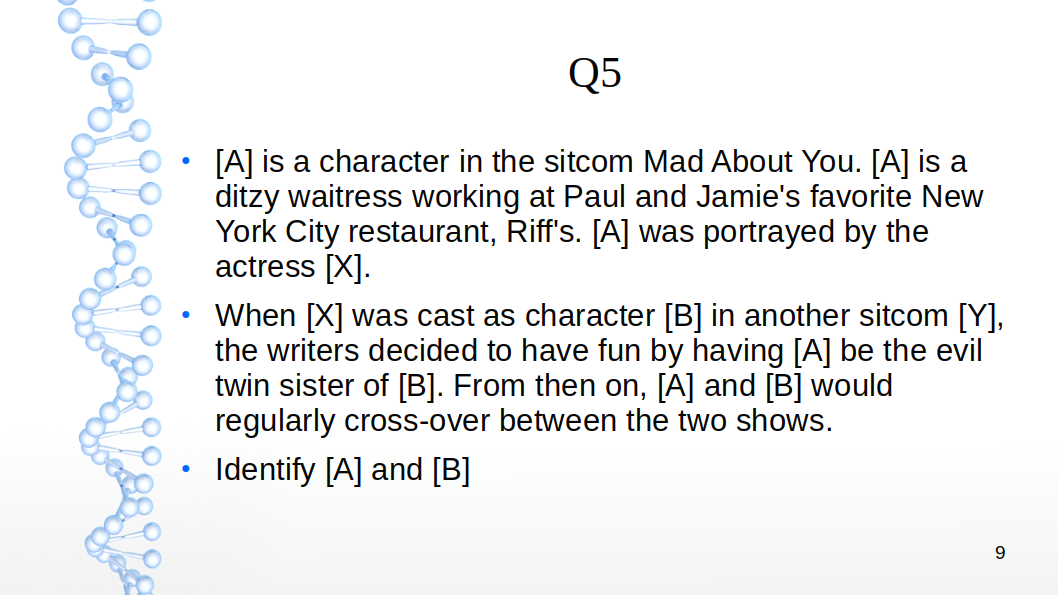 Q5
• [A] is a character in the sitcom Mad About You. [A] is a
ditzy waitress working at Paul and Jamie's favorite New
York City restaurant, Riff's. [A] was portrayed by the
actress [X].
• When [X] was cast as character [B] in another sitcom [Y],
the writers decided to have fun by having [A] be the evil
twin sister of [B]. From then on, [A] and [B] would
regularly cross-over between the two shows.
• Identify [A] and [B]
9